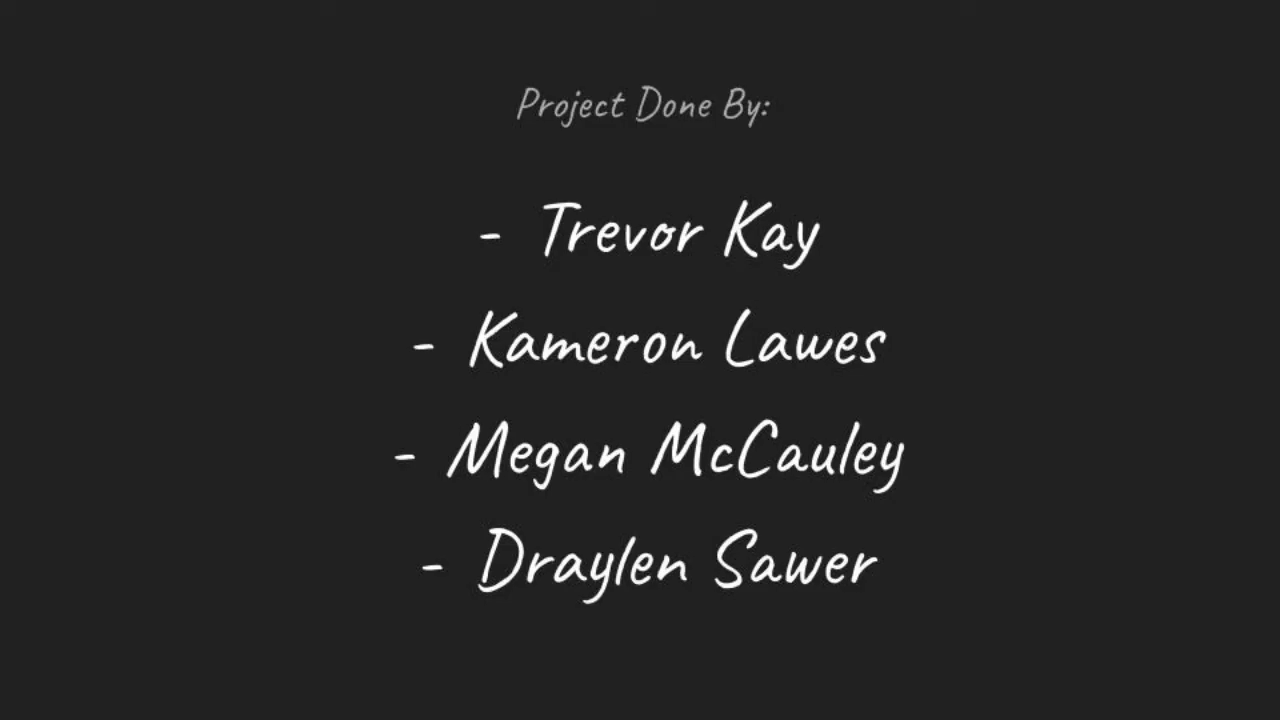 Project Done By:
- Trevor Kay
- Kameron Lawes
- Megan McCauley
- Draylen Sawer